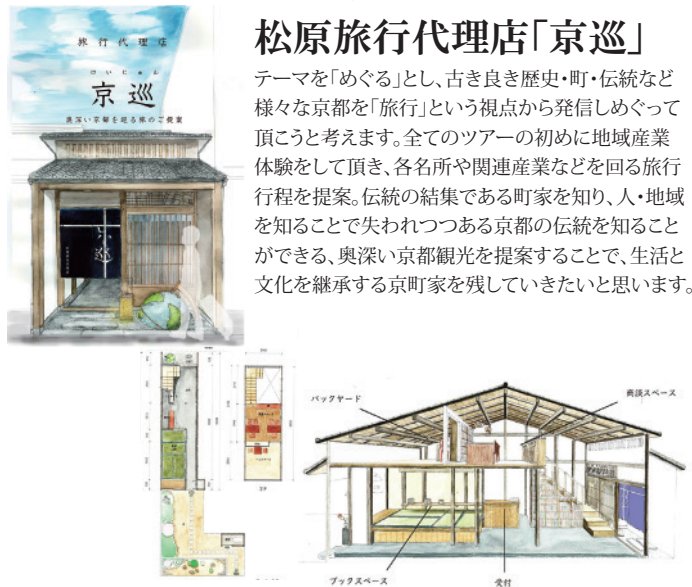 旅行代理店
けいじゅん
京巡
奥深い京都を巡る旅のご提案
京巡
松原旅行代理店「京巡」
テーマを「めぐる」とし、古き良き歴史・町・伝統など
様々な京都を「旅行」という視点から発信しめぐって
頂こうと考えます。全てのツアーの初めに地域産業
体験をして頂き、各名所や関連産業などを回る旅行
行程を提案。伝統の結集である町家を知り、人・地域
を知ることで失われつつある京都の伝統を知ること
ができる、奥深い京都観光を提案することで、生活と
文化を継承する京町家を残していきたいと思います。
バックヤード
商談スペース
ブックスペース
受付